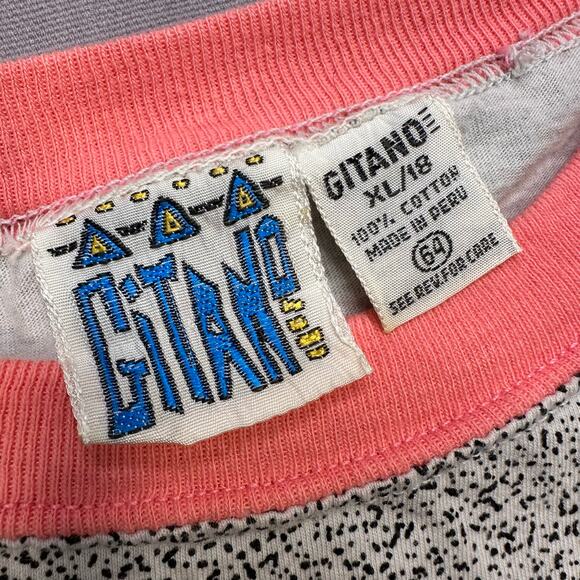 GiTANO
GITANO
XL/18
100% COTTON
MADE IN PERU
64
SEE REV. FOR CARE